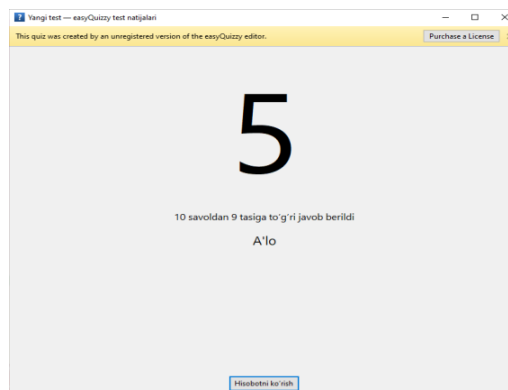 Yangi test — easyQuizzy test natijalari
This quiz was created by an unregistered version of the easyQuizzy editor.
Purchase a License
5
10 savoldan 9 tasiga to'g'ri javob berildi
A'lo
Hisobotni ko'rish